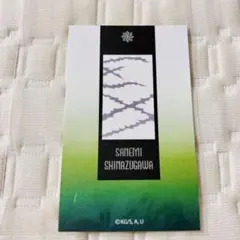 SANEMI
SHINAZUGAWA
©KG/S, A, U